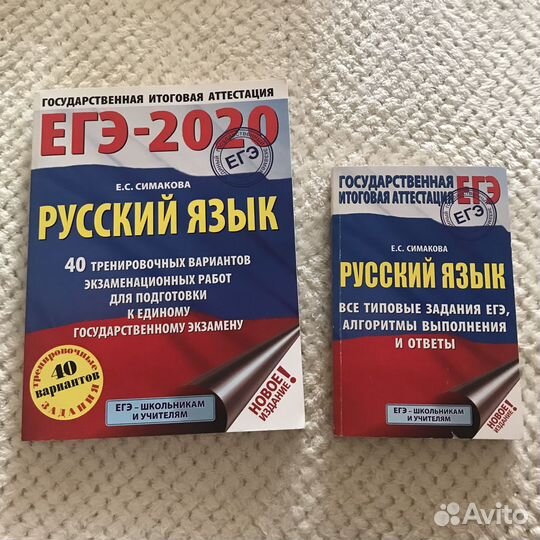 ГОСУДАРСТВЕННАЯ ИТОГОВАЯ АТТЕСТАЦИЯ
ЕГЭ-2020
ЕГЭ
Е.С. СИМАКОВА
РУССКИЙ ЯЗЫК
40 ТРЕНИРОВОЧНЫХ ВАРИАНТОВ
ЭКЗАМЕНАЦИОННЫХ РАБОТ
ДЛЯ ПОДГОТОВКИ
К ЕДИНОМУ
ГОСУДАРСТВЕННОМУ ЭКЗАМЕНУ
тренировочные
40
вариантов
ЗАДАНИЯ
ЕГЭ – ШКОЛЬНИКАМ
И УЧИТЕЛЯМ
НОВОЕ
ИЗДАНИЕ!
ГОСУДАРСТВЕННАЯ
ИТОГОВАЯ АТТЕСТАЦИЯ
ЕГЭ
ЕГЭ
Е.С. СИМАКОВА
РУССКИЙ ЯЗЫК
ВСЕ ТИПОВЫЕ ЗАДАНИЯ ЕГЭ,
АЛГОРИТМЫ ВЫПОЛНЕНИЯ
И ОТВЕТЫ
ЕГЭ – ШКОЛЬНИКАМ
И УЧИТЕЛЯМ
НОВОЕ
ИЗДАНИЕ!
Avito